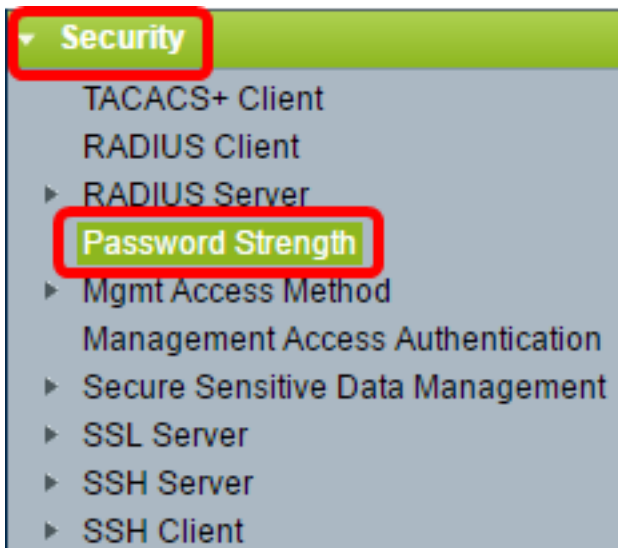 Security
TACACS+ Client
RADIUS Client
RADIUS Server
Password Strength
Mgmt Access Method
Management Access Authentication
Secure Sensitive Data Management
SSL Server
SSH Server
SSH Client